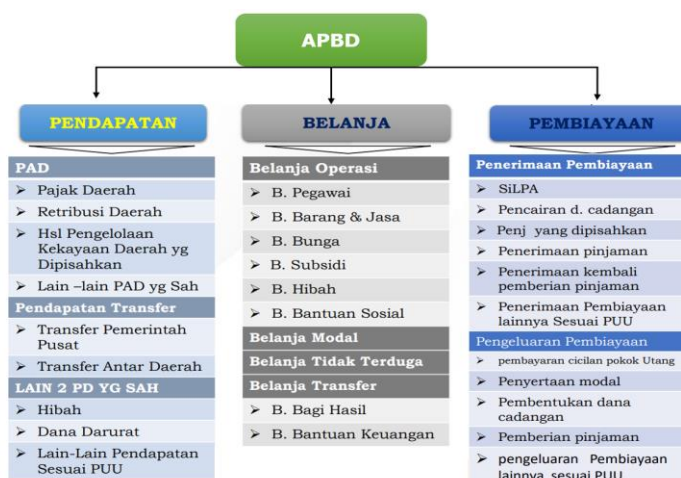 APBD
PENDAPATAN
PAD
Pajak Daerah
Retribusi Daerah
Hsl Pengelolaan
Kekayaan Daerah yg
Dipisahkan
Lain –lain PAD yg Sah
Pendapatan Transfer
Transfer Pemerintah
Pusat
Transfer Antar Daerah
LAIN 2 PD YG SAH
Hibah
Dana Darurat
Lain-Lain Pendapatan
Sesuai PUU
BELANJA
Belanja Operasi
B. Pegawai
B. Barang & Jasa
B. Bunga
B. Subsidi
B. Hibah
B. Bantuan Sosial
Belanja Modal
Belanja Tidak Terduga
Belanja Transfer
B. Bagi Hasil
B. Bantuan Keuangan
PEMBIAYAAN
Penerimaan Pembiayaan
SiLPA
Pencairan d. cadangan
Penj yang dipisahkan
Penerimaan pinjaman
Penerimaan kembali
pemberian pinjaman
Penerimaan Pembiayaan
lainnya Sesuai PUU
Pengeluaran Pembiayaan
pembayaran cicilan pokok Utang
Penyertaan modal
Pembentukan dana
cadangan
Pemberian pinjaman
pengeluaran Pembiayaan
lainnya sesuai PUU